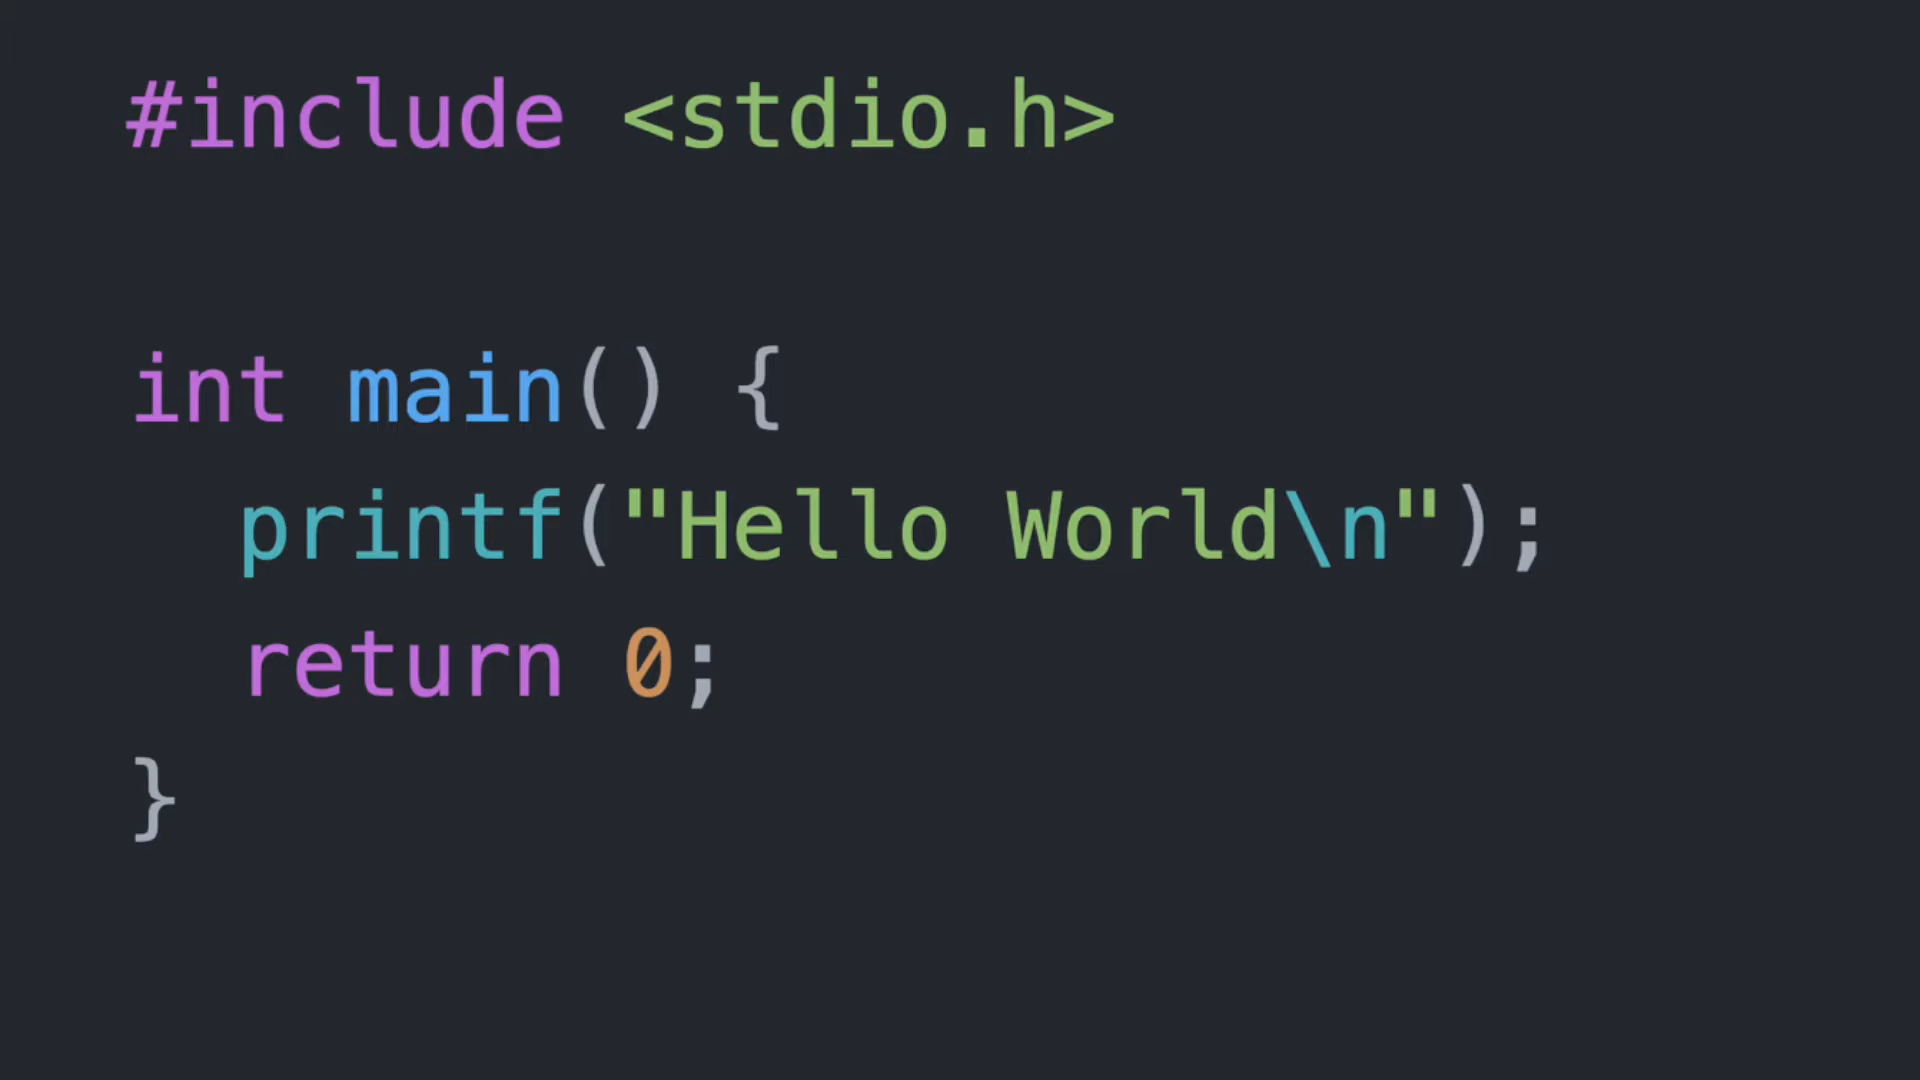 #include <stdio.h>
int main() {
  printf("Hello World\n");
  return 0;
}